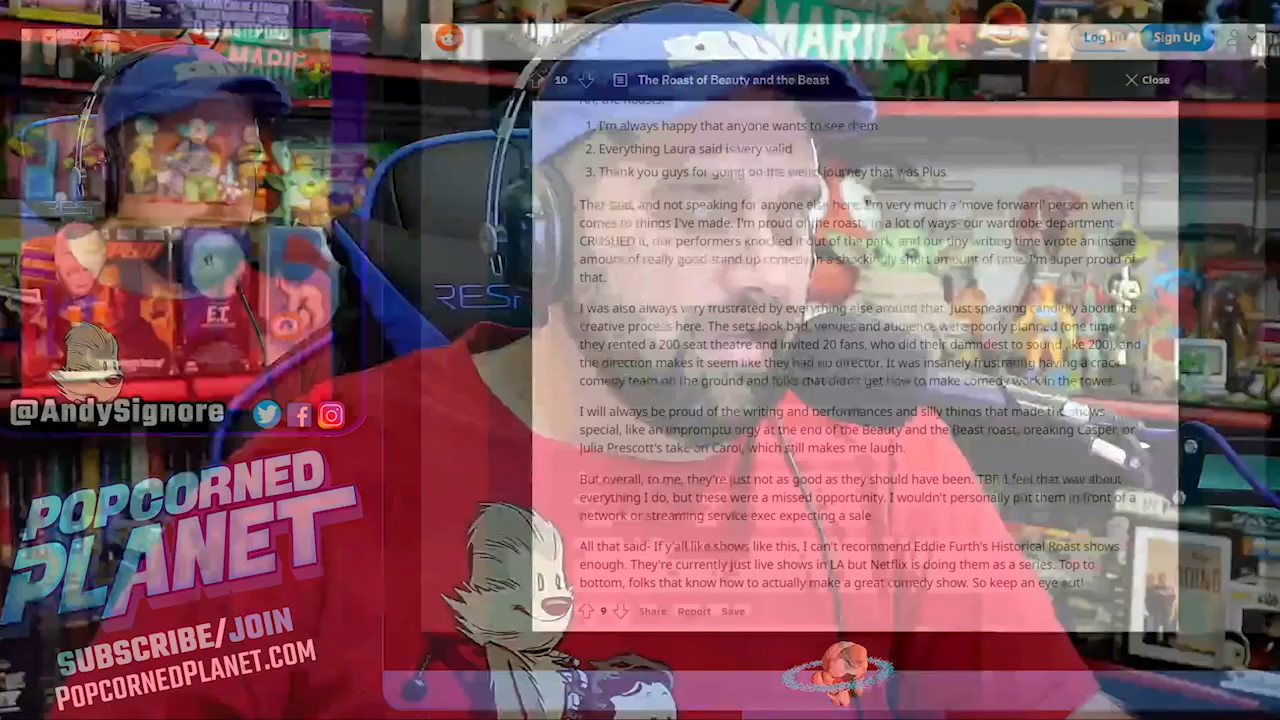 MARIE
MARIE
Log In
Sign Up
10
The Roast of Beauty and the Beast
Close
Ah, the Roasts.
1. I'm always happy that anyone wants to see them
2. Everything Laura said is very valid
3. Thank you guys for going on the weird journey that was Plus
That said, and not speaking for anyone else here, I'm very much a 'move forward' person when it
comes to things I've made. I'm proud of the roasts in a lot of ways- our wardrobe department
CRUSHED it, our performers knocked it out of the park, and our tiny writing time wrote an insane
amount of really good stand up comedy in a shockingly short amount of time. I'm super proud of
that.
I was also always very frustrated by everything else around that. Just speaking candidly about the
creative process here. The sets look bad, venues and audience were poorly planned (one time
they rented a 200 seat theatre and invited 20 fans, who did their damndest to sound like 200), and
the direction makes it seem like they had no director. It was insanely frustrating having a crack
comedy team on the ground and folks that didn't get how to make comedy work in the tower.
I will always be proud of the writing and performances and silly things that made the shows
special, like an unpromptu orgy at the end of the Beauty and the Beast roast, breaking Casper, or
Julia Prescott's take on Carol, which still makes me laugh.
But overall, to me, they're just not as good as they should have been. TBF I feel that way about
everything I do, but these were a missed opportunity. I wouldn't personally put them in front of a
network or streaming service exec expecting a sale
All that said- If y'all like shows like this, I can't recommend Eddie Furth's Historical Roast shows
enough. They're currently just live shows in LA but Netflix is doing them as a series. Top to
bottom, folks that know how to actually make a great comedy show. So keep an eye out!
9 Share Report Save
E.T.
@AndySignore
POPCORNED
PLANET
SUBSCRIBE/JOIN
POPCORNEDPLANET.COM